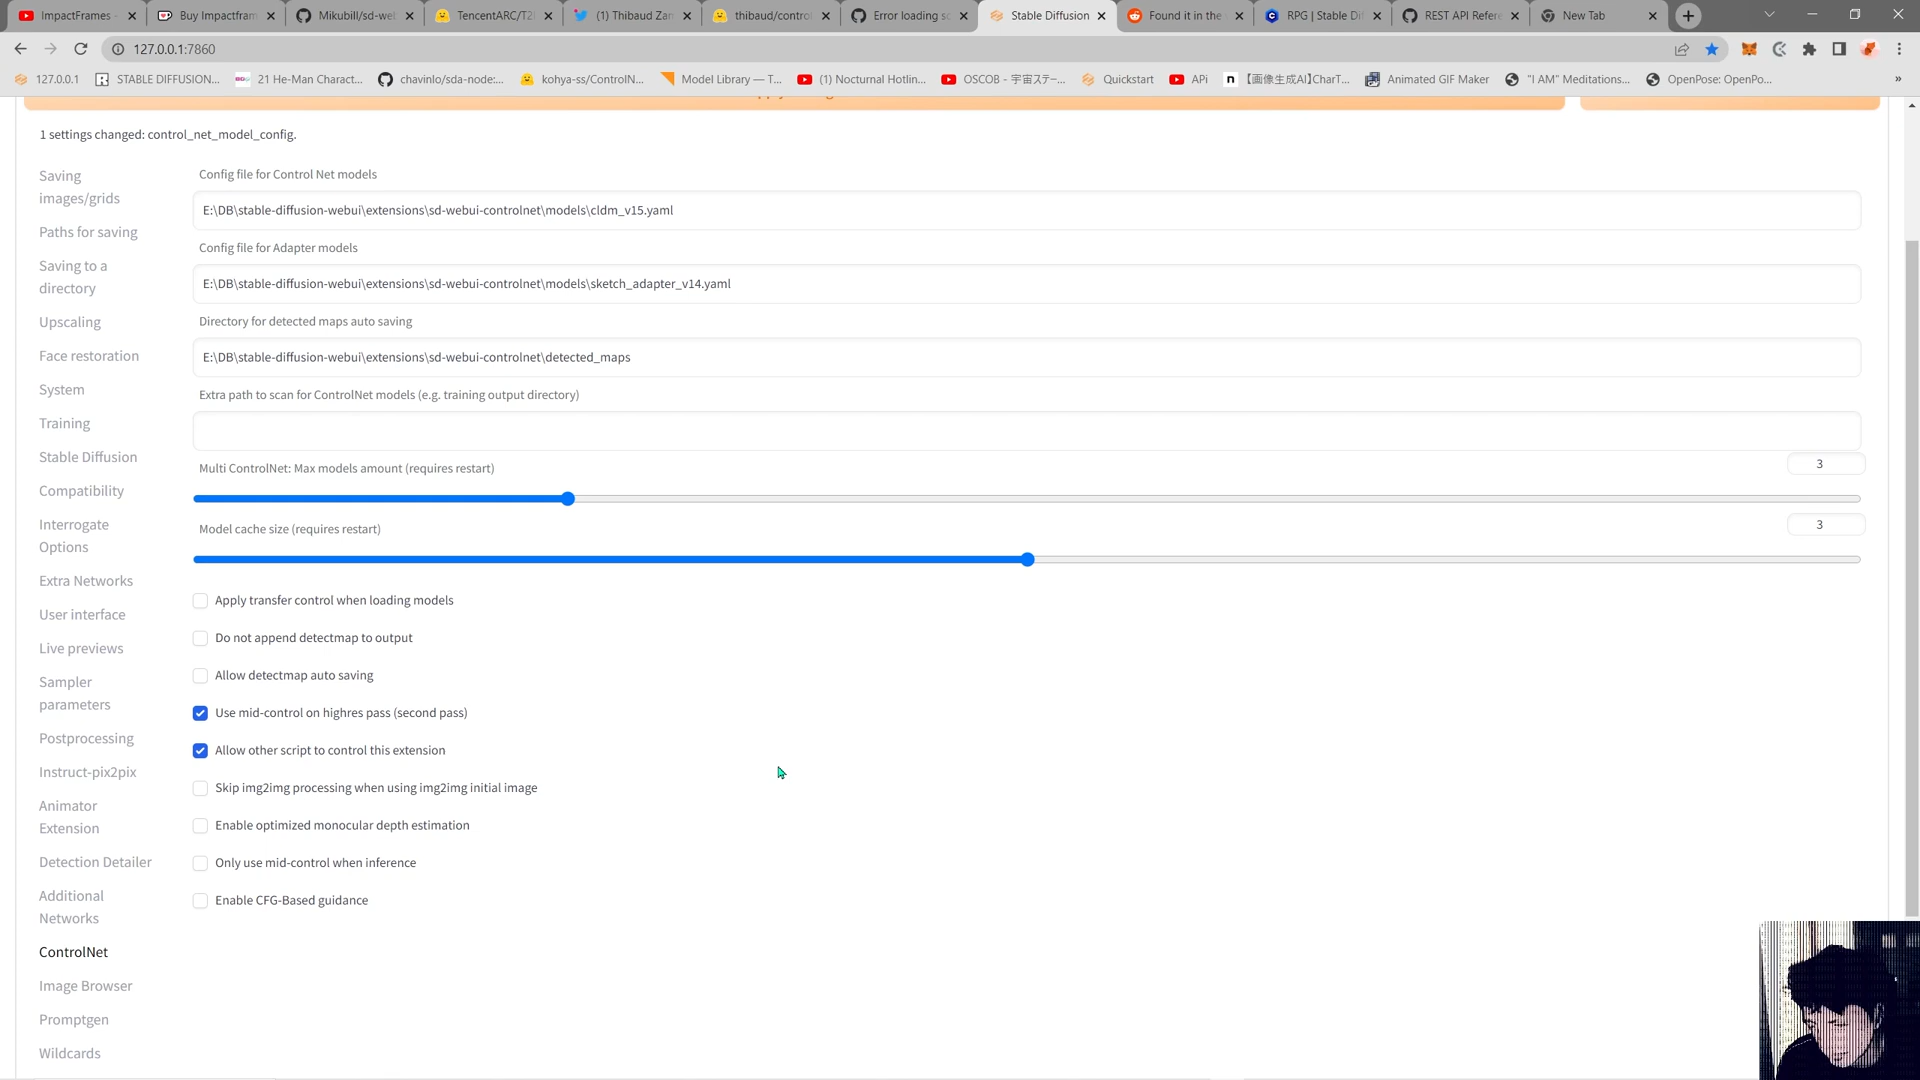 ImpactFrames -
Buy Impactfram
Mikubill/sd-we
TencentARC/T2
(1) Thibaud Zan
thibaud/contro
Error loading sc
Stable Diffusion
Found it in the
RPG | Stable Di
REST API Refere
New Tab
127.0.0.1:7860
127.0.0.1
STABLE DIFFUSION...
21 He-Man Charact...
chavinlo/sda-node:...
kohya-ss/ControlN...
Model Library — T...
(1) Nocturnal Hotlin...
OSCOB - 宇宙ステー...
Quickstart
APi
【画像生成AI】CharT...
Animated GIF Maker
"I AM" Meditations...
OpenPose: OpenPo...
»
1 settings changed: control_net_model_config.
Saving
images/grids
Paths for saving
Saving to a
directory
Upscaling
Face restoration
System
Training
Stable Diffusion
Compatibility
Interrogate
Options
Extra Networks
User interface
Live previews
Sampler
parameters
Postprocessing
Instruct-pix2pix
Animator
Extension
Detection Detailer
Additional
Networks
ControlNet
Image Browser
Promptgen
Wildcards
Config file for Control Net models
E:\DB\stable-diffusion-webui\extensions\sd-webui-controlnet\models\cldm_v15.yaml
Config file for Adapter models
E:\DB\stable-diffusion-webui\extensions\sd-webui-controlnet\models\sketch_adapter_v14.yaml
Directory for detected maps auto saving
E:\DB\stable-diffusion-webui\extensions\sd-webui-controlnet\detected_maps
Extra path to scan for ControlNet models (e.g. training output directory)
Multi ControlNet: Max models amount (requires restart)
3
Model cache size (requires restart)
3
Apply transfer control when loading models
Do not append detectmap to output
Allow detectmap auto saving
Use mid-control on highres pass (second pass)
Allow other script to control this extension
Skip img2img processing when using img2img initial image
Enable optimized monocular depth estimation
Only use mid-control when inference
Enable CFG-Based guidance